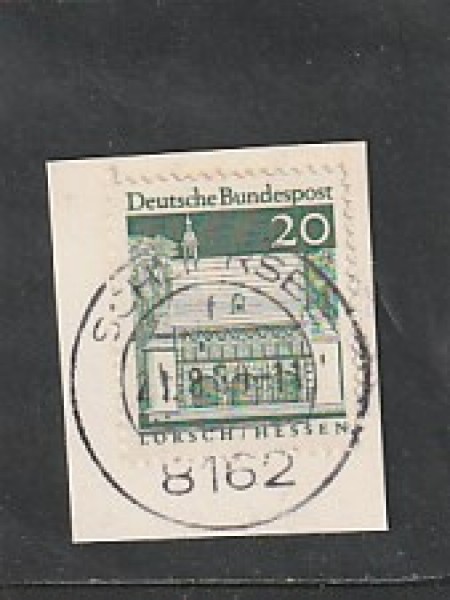 Deutsche Bundespost
20
LORSCH/HESSEN
8162